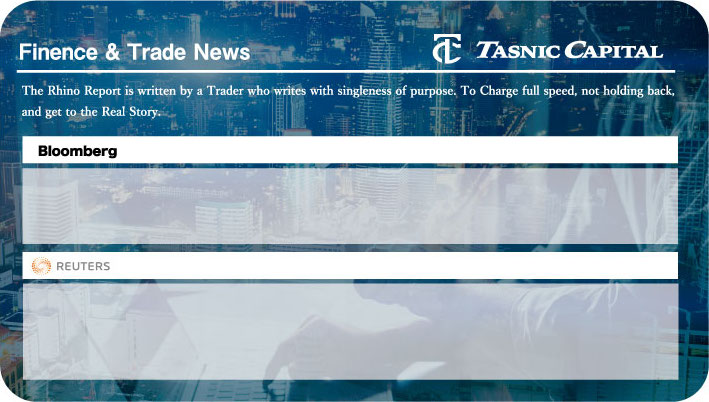 Finence & Trade News
TC TASNIC CAPITAL
The Rhino Report is written by a Trader who writes with singleness of purpose. To Charge full speed, not holding back,
and get to the Real Story.
Bloomberg
REUTERS